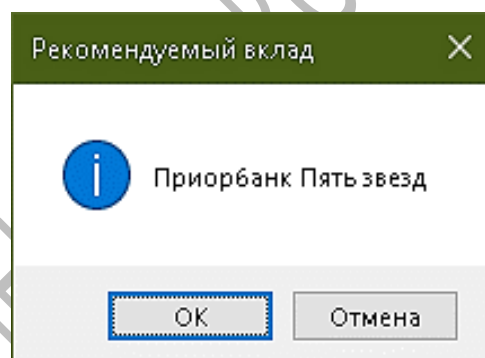 Рекомендуемый вклад
Приорбанк Пять звезд
OK
Отмена